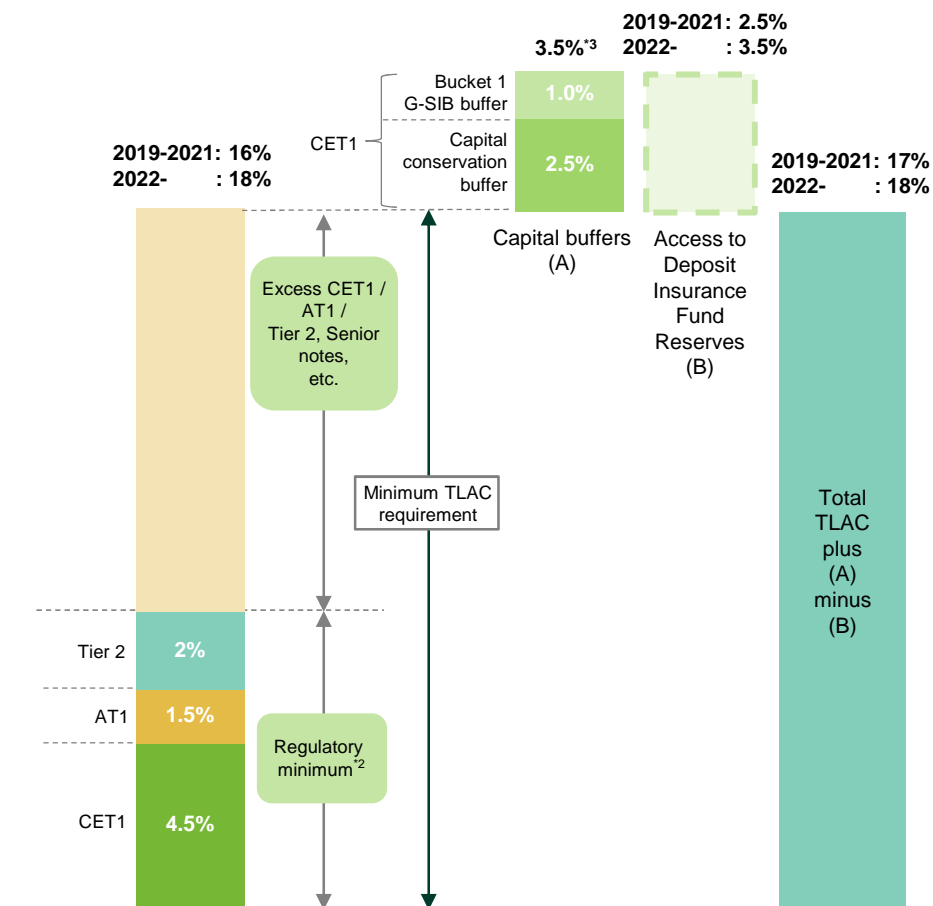 2019-2021: 2.5%
2022- : 3.5%
3.5%*3
Bucket 1
G-SIB buffer
1.0%
CET1
Capital
conservation
buffer
2.5%
2019-2021: 16%
2022- : 18%
2019-2021: 17%
2022- : 18%
Capital buffers
(A)
Access to
Deposit
Insurance
Fund
Reserves
(B)
Excess CET1 /
AT1 /
Tier 2, Senior
notes,
etc.
Minimum TLAC
requirement
Total
TLAC
plus
(A)
minus
(B)
Tier 2
2%
AT1
1.5%
Regulatory
minimum*2
CET1
4.5%